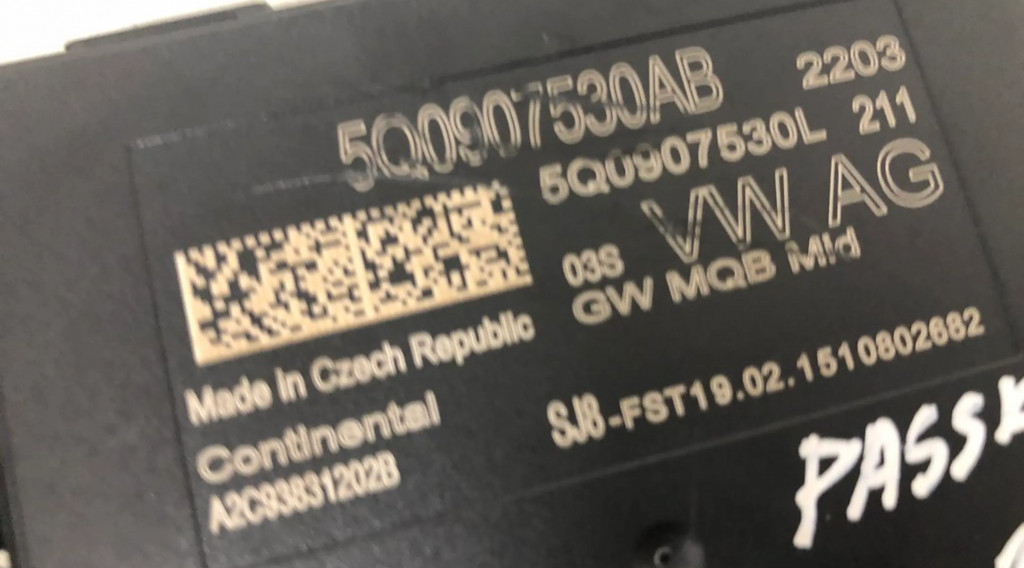 5Q0907530AB 2203
5Q0907530L 211
VW AG
03S
GW MQB Mid
Made in Czech Republic
Continental
A2C93831202B
SJ8-FST19.02.1510802682
PASS